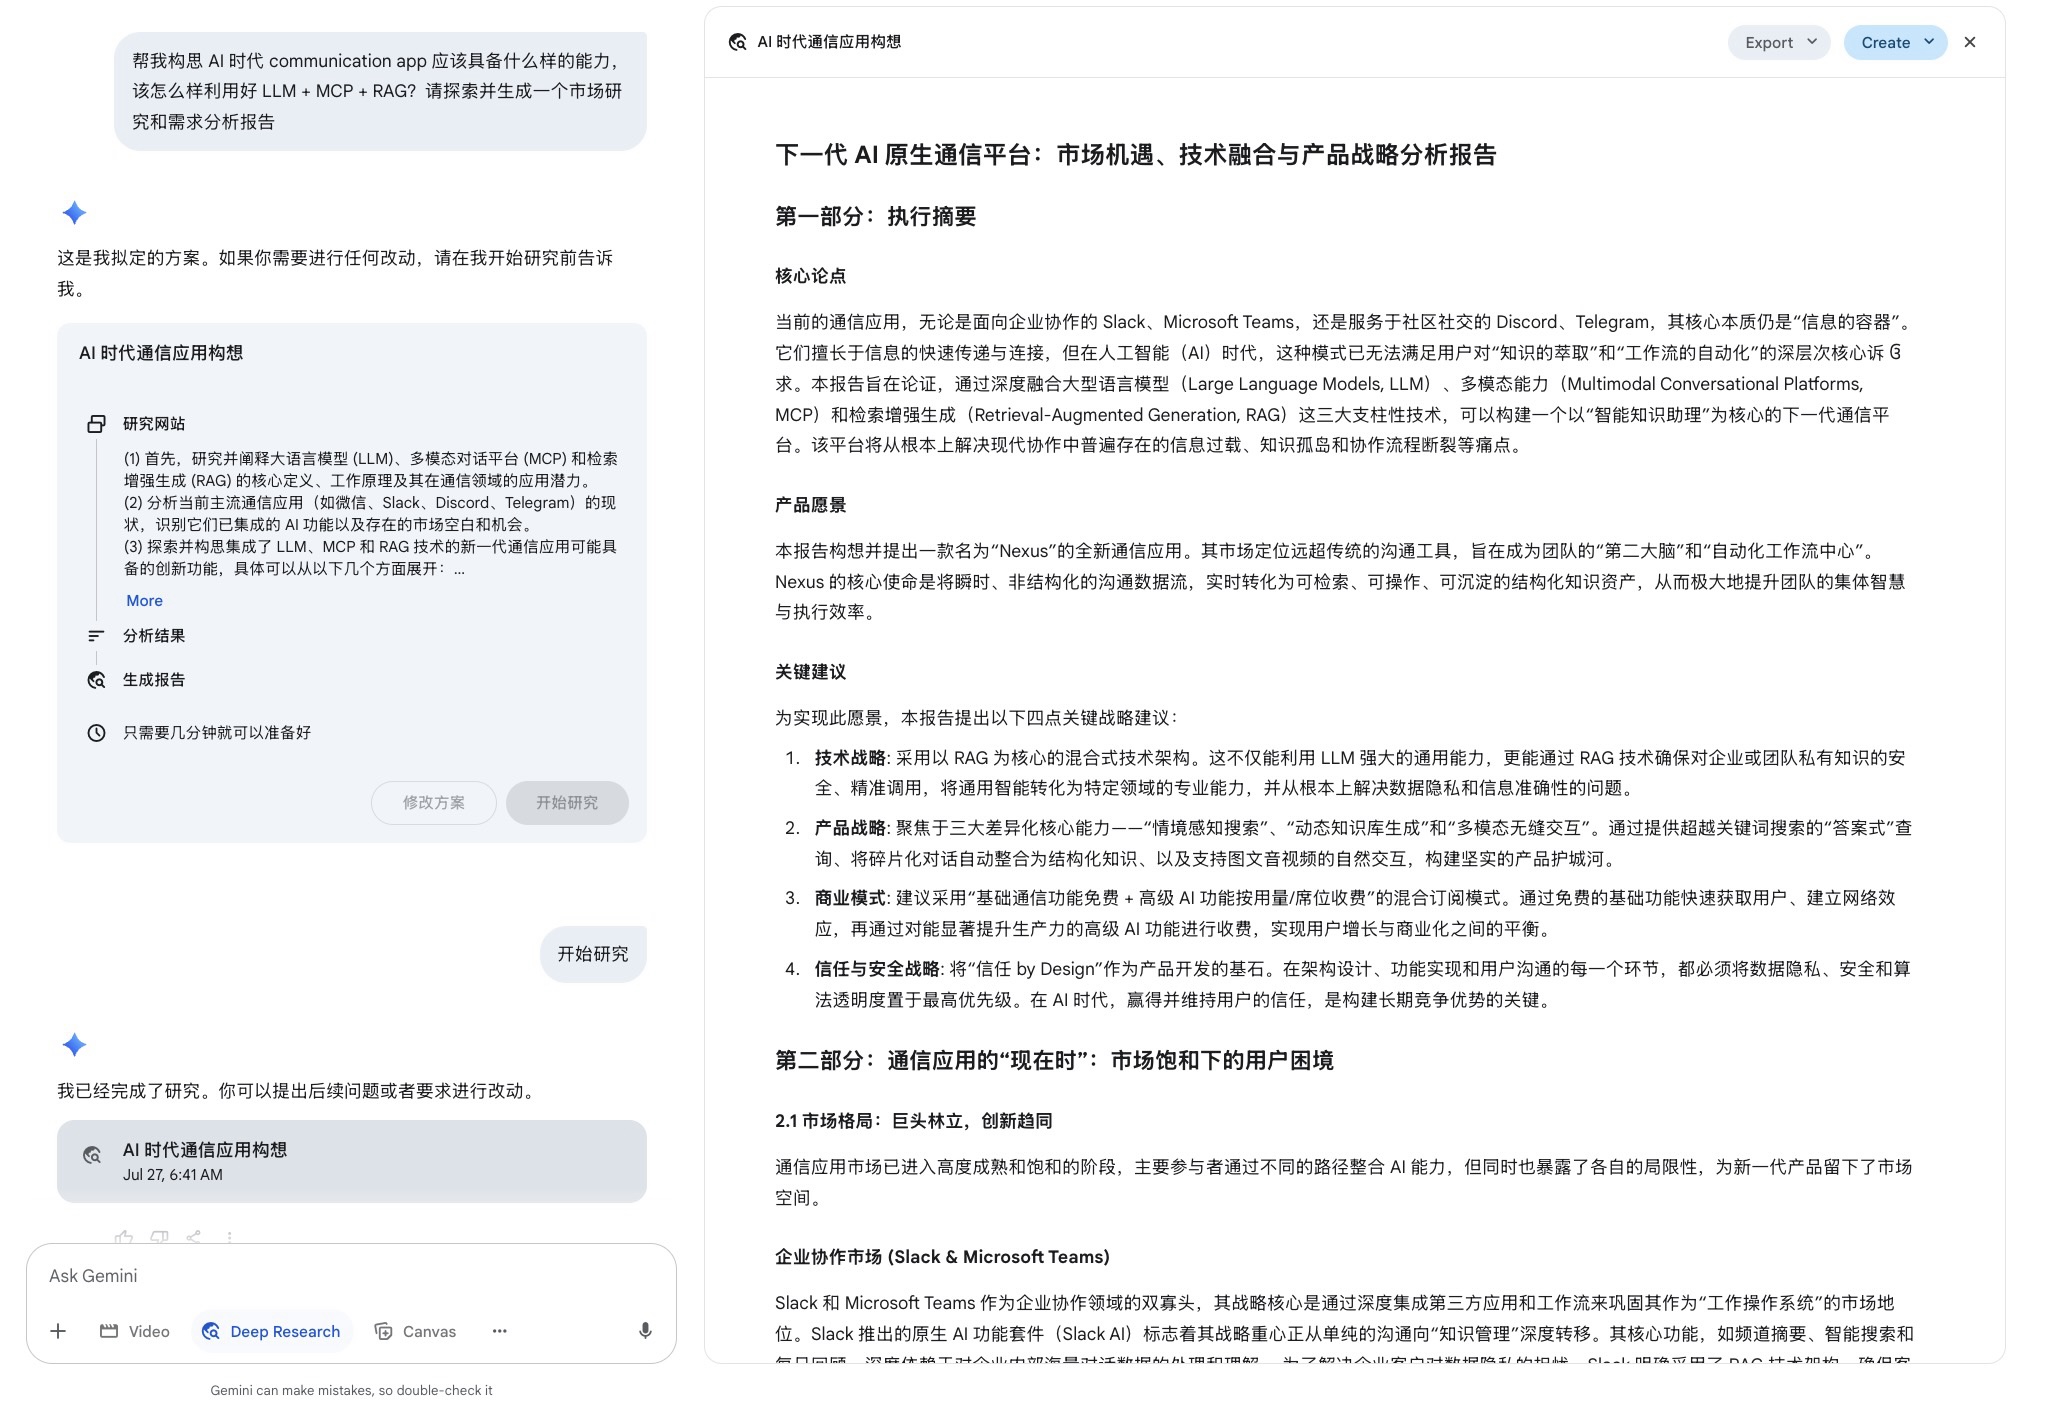 帮我构思 AI 时代 communication app 应该具备什么样的能力，
该怎么样利用好 LLM + MCP + RAG？请探索并生成一个市场研
究和需求分析报告
这是我拟定的方案。如果你需要进行任何改动，请在我开始研究前告诉
我。
AI 时代通信应用构想
研究网站
(1) 首先，研究并阐释大语言模型 (LLM)、多模态对话平台 (MCP) 和检索
增强生成 (RAG) 的核心定义、工作原理及其在通信领域的应用潜力。
(2) 分析当前主流通信应用（如微信、Slack、Discord、Telegram）的现
状，识别它们已集成的 AI 功能以及存在的市场空白和机会。
(3) 探索并构思集成了 LLM、MCP 和 RAG 技术的新一代通信应用可能具
备的创新功能，具体可以从以下几个方面展开：...
More
分析结果
生成报告
只需要几分钟就可以准备好
修改方案
开始研究
开始研究
我已经完成了研究。你可以提出后续问题或者要求进行改动。
AI 时代通信应用构想
Jul 27, 6:41 AM
Ask Gemini
Video
Deep Research
Canvas
Gemini can make mistakes, so double-check it
AI 时代通信应用构想
Export
Create
下一代 AI 原生通信平台：市场机遇、技术融合与产品战略分析报告
第一部分：执行摘要
核心论点
当前的通信应用，无论是面向企业协作的 Slack、Microsoft Teams，还是服务于社区社交的 Discord、Telegram，其核心本质仍是“信息的容器”。
它们擅长于信息的快速传递与连接，但在人工智能（AI）时代，这种模式已无法满足用户对“知识的萃取”和“工作流的自动化”的深层次核心诉
求。本报告旨在论证，通过深度融合大型语言模型（Large Language Models, LLM）、多模态能力（Multimodal Conversational Platforms,
MCP）和检索增强生成（Retrieval-Augmented Generation, RAG）这三大支柱性技术，可以构建一个以“智能知识助理”为核心的下一代通信平
台。该平台将从根本上解决现代协作中普遍存在的信息过载、知识孤岛和协作流程断裂等痛点。
产品愿景
本报告构想并提出一款名为“Nexus”的全新通信应用。其市场定位远超传统的沟通工具，旨在成为团队的“第二大脑”和“自动化工作流中心”。
Nexus 的核心使命是将瞬时、非结构化的沟通数据流，实时转化为可检索、可操作、可沉淀的结构化知识资产，从而极大地提升团队的集体智慧
与执行效率。
关键建议
为实现此愿景，本报告提出以下四点关键战略建议：
1. 技术战略: 采用以 RAG 为核心的混合式技术架构。这不仅能利用 LLM 强大的通用能力，更能通过 RAG 技术确保对企业或团队私有知识的安
全、精准调用，将通用智能转化为特定领域的专业能力，并从根本上解决数据隐私和信息准确性的问题。
2. 产品战略: 聚焦于三大差异化核心能力——“情境感知搜索”、“动态知识库生成”和“多模态无缝交互”。通过提供超越关键词搜索的“答案式”查
询、将碎片化对话自动整合为结构化知识、以及支持图文音视频的自然交互，构建坚实的产品护城河。
3. 商业模式: 建议采用“基础通信功能免费 + 高级 AI 功能按用量/席位收费”的混合订阅模式。通过免费的基础功能快速获取用户、建立网络效
应，再通过对能显著提升生产力的高级 AI 功能进行收费，实现用户增长与商业化之间的平衡。
4. 信任与安全战略: 将“信任 by Design”作为产品开发的基石。在架构设计、功能实现和用户沟通的每一个环节，都必须将数据隐私、安全和算
法透明度置于最高优先级。在 AI 时代，赢得并维持用户的信任，是构建长期竞争优势的关键。
第二部分：通信应用的“现在时”：市场饱和下的用户困境
2.1 市场格局：巨头林立，创新趋同
通信应用市场已进入高度成熟和饱和的阶段，主要参与者通过不同的路径整合 AI 能力，但同时也暴露了各自的局限性，为新一代产品留下了市场
空间。
企业协作市场 (Slack & Microsoft Teams)
Slack 和 Microsoft Teams 作为企业协作领域的双寡头，其战略核心是通过深度集成第三方应用和工作流来巩固其作为“工作操作系统”的市场地
位。Slack 推出的原生 AI 功能套件（Slack AI）标志着其战略重心正从单纯的沟通向“知识管理”深度转移。其核心功能，如频道摘要、智能搜索和